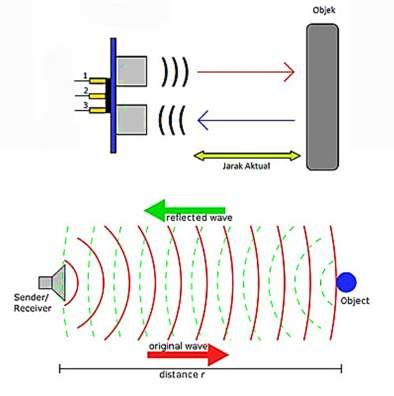 Objek
1
2
3
Jarak Aktual
reflected wave
Sender/
Receiver
Object
original wave
distance r